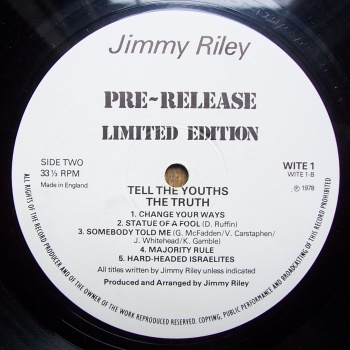 Jimmy Riley
PRE-RELEASE
LIMITED EDITION
SIDE TWO
33 ⅓ RPM
Made in England
WITE 1
WITE 1-B
℗ 1978
TELL THE YOUTHS
THE TRUTH
1. CHANGE YOUR WAYS
2. STATUE OF A FOOL (D. Ruffin)
3. SOMEBODY TOLD ME (G. McFadden/V. Carstaphen/
J. Whitehead/K. Gamble)
4. MAJORITY RULE
5. HARD-HEADED ISRAELITES
All titles written by Jimmy Riley unless indicated
Produced and Arranged by Jimmy Riley
ALL RIGHTS OF THE RECORD PRODUCER AND OF THE OWNER OF THE WORK REPRODUCED RESERVED. COPYING, PUBLIC PERFORMANCE AND BROADCASTING OF THIS RECORD PROHIBITED